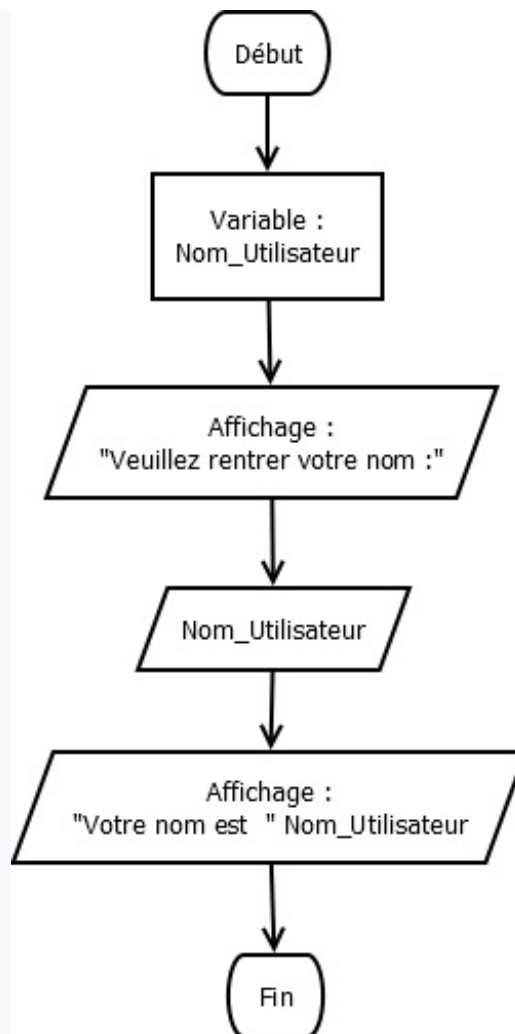 Début
Variable :
Nom_Utilisateur
Affichage :
"Veuillez rentrer votre nom :"
Nom_Utilisateur
Affichage :
"Votre nom est  " Nom_Utilisateur
Fin